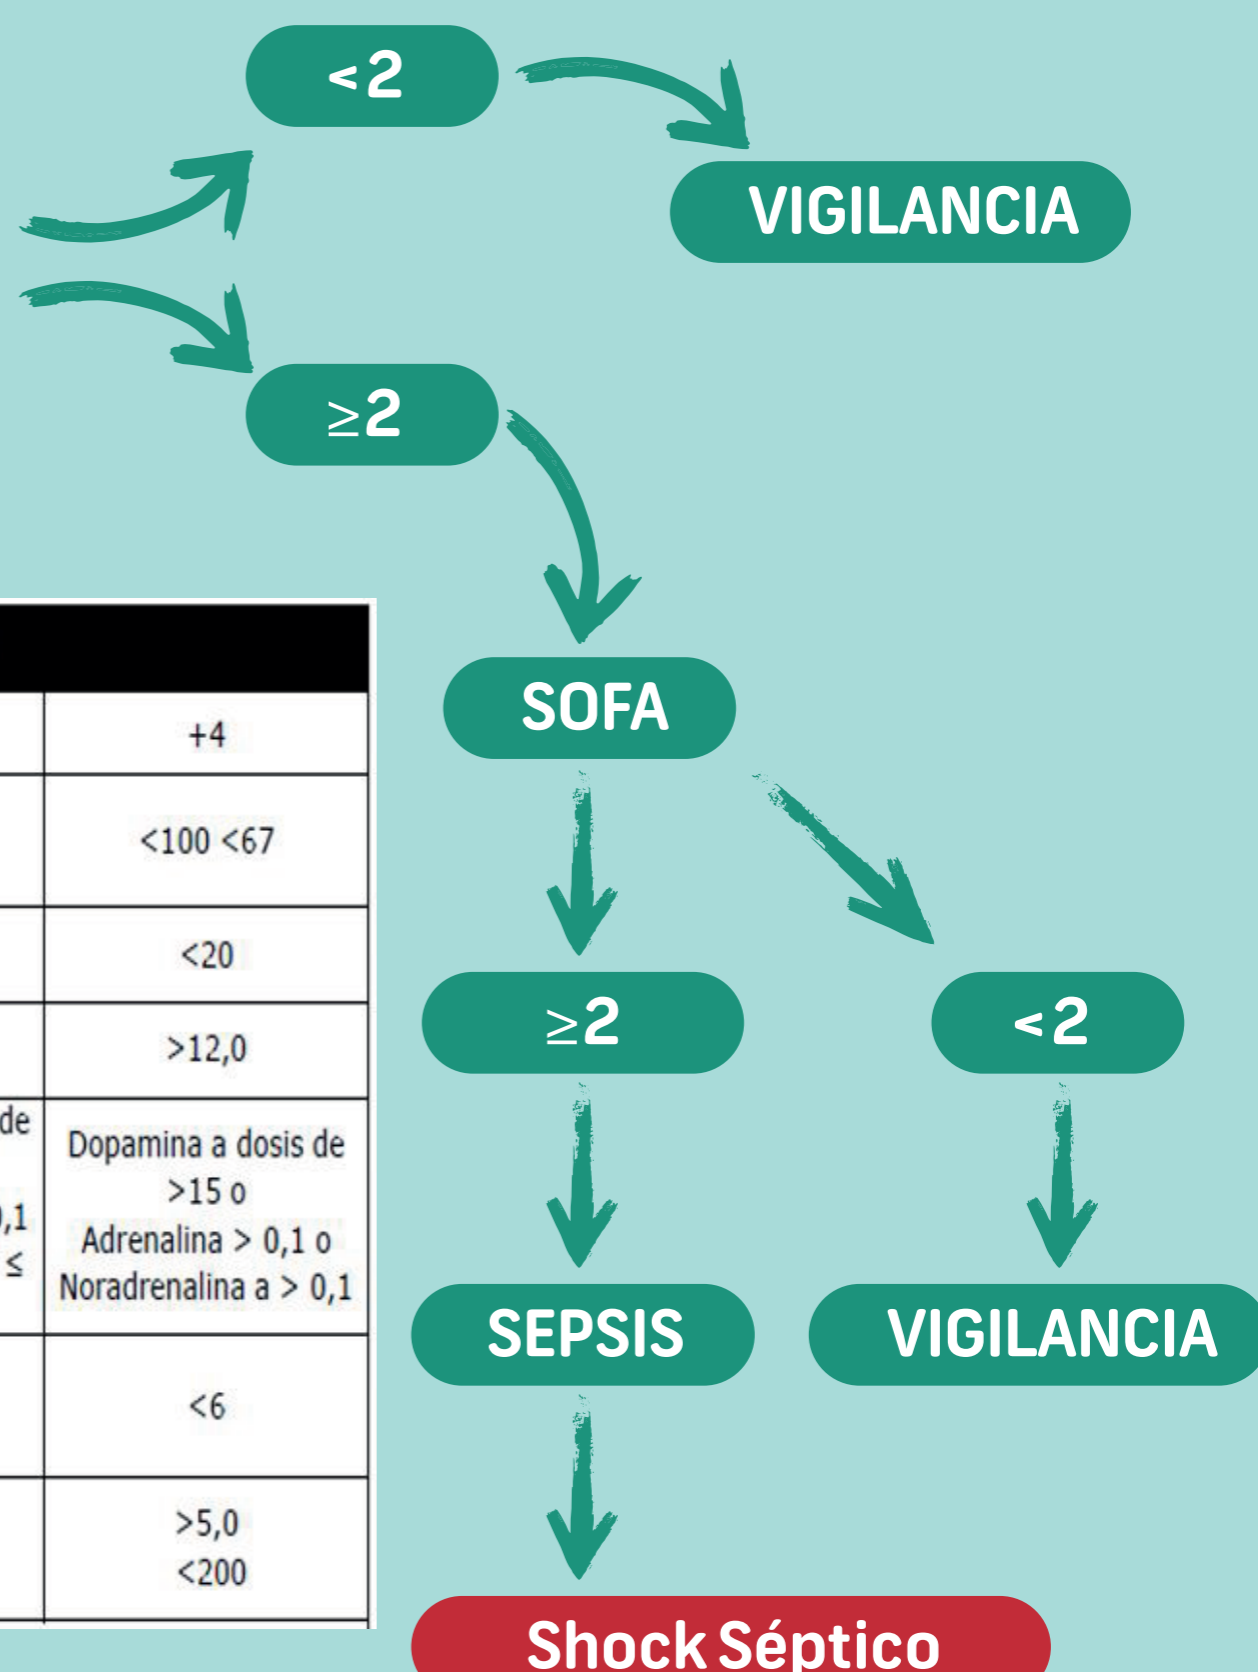 <2
VIGILANCIA
≥2
SOFA
+4
<100 <67
<20
>12,0
de
0,1
≤
Dopamina a dosis de
>15 o
Adrenalina > 0,1 o
Noradrenalina a > 0,1
<6
>5,0
<200
≥2
<2
SEPSIS
VIGILANCIA
Shock Séptico